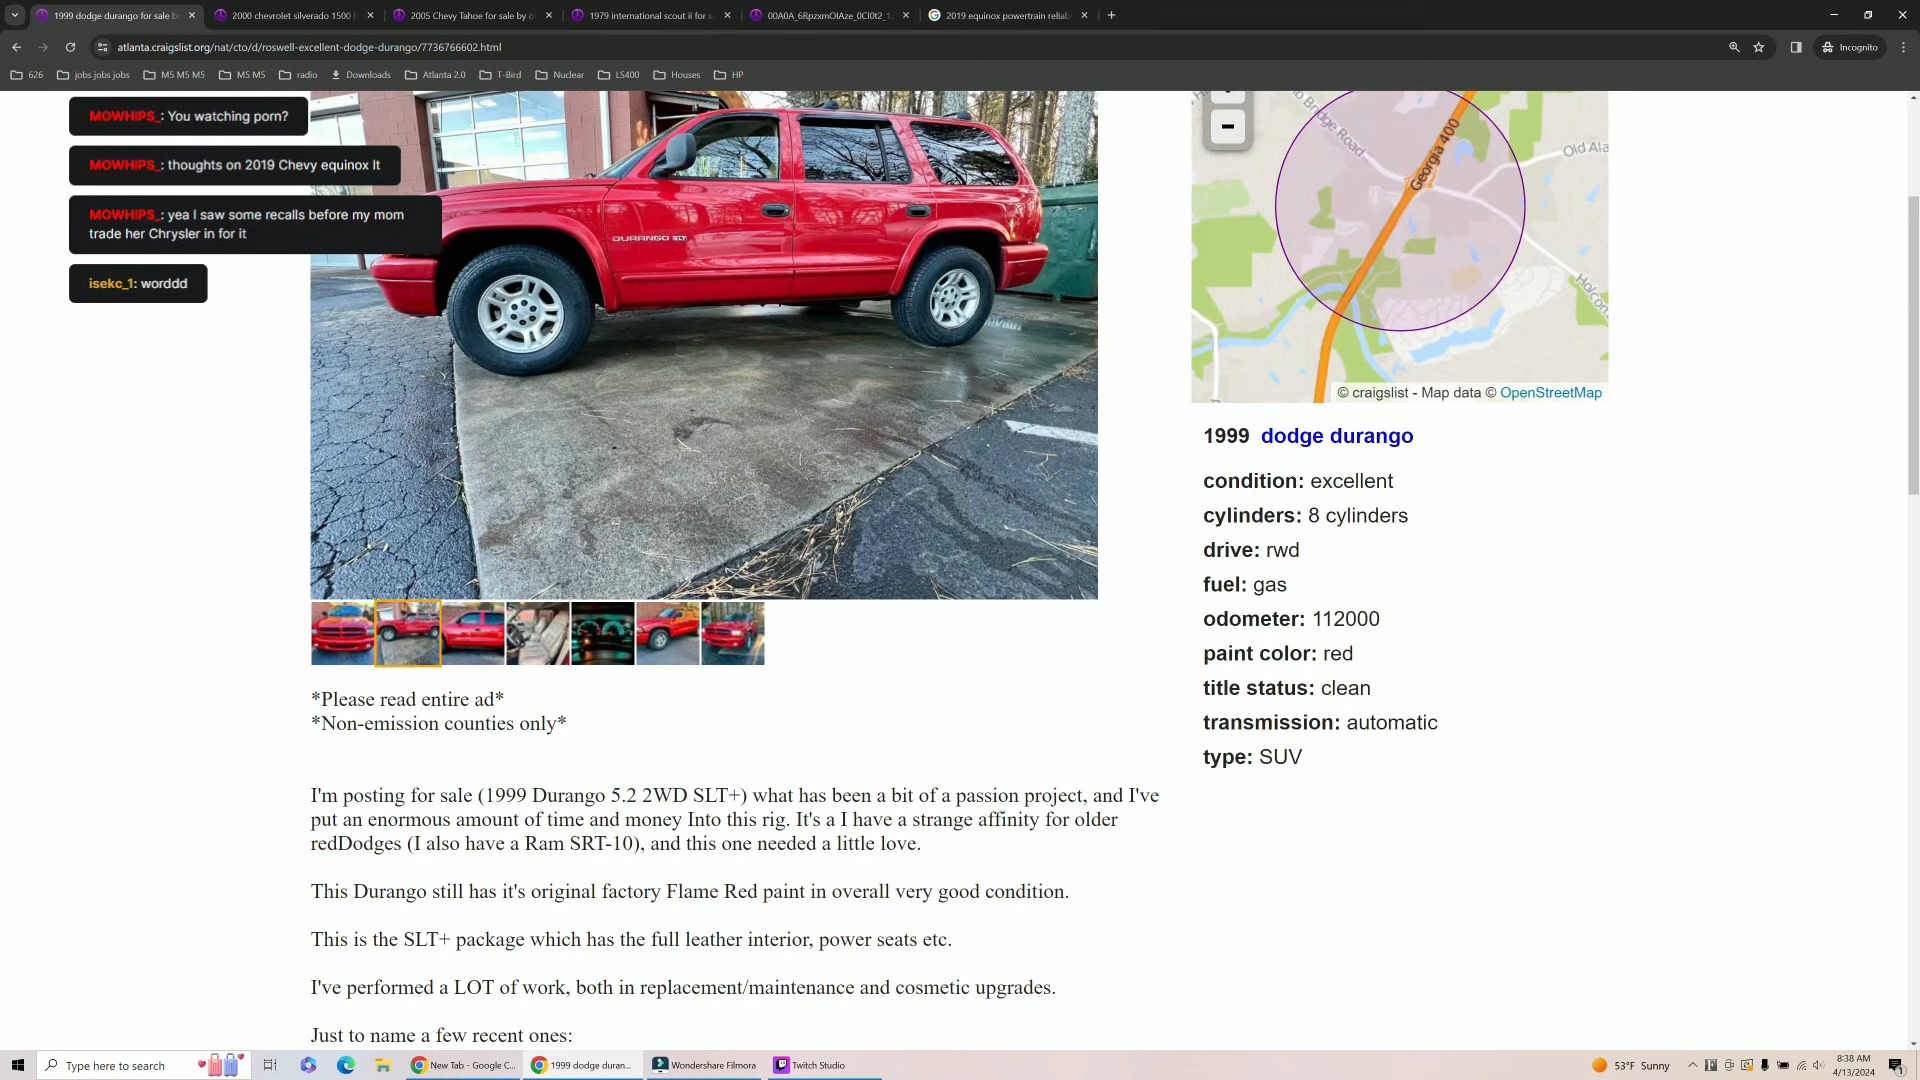 1999 dodge durango for sale b
2000 chevrolet silverado 1500 f
2005 Chevy Tahoe for sale by o
1979 international scout ii for s
00A0A_6RpzxmOIAze_0CI0t2_1
2019 equinox powertrain reliab
atlanta.craigslist.org/nat/cto/d/roswell-excellent-dodge-durango/7736766602.html
Incognito
626
jobs jobs jobs
M5 M5 M5
M5 M5
radio
Downloads
Atlanta 2.0
T-Bird
Nuclear
LS400
Houses
HP
MOWHIPS_: You watching porn?
MOWHIPS_: thoughts on 2019 Chevy equinox lt
MOWHIPS_: yea I saw some recalls before my mom
trade her Chrysler in for it
isekc_1: worddd
DURANGO SLT
Bridge Road
Georgia 400
Old Ala
Holcom
© craigslist - Map data © OpenStreetMap
1999 dodge durango
condition: excellent
cylinders: 8 cylinders
drive: rwd
fuel: gas
odometer: 112000
paint color: red
title status: clean
transmission: automatic
type: SUV
*Please read entire ad*
*Non-emission counties only*
I'm posting for sale (1999 Durango 5.2 2WD SLT+) what has been a bit of a passion project, and I've
put an enormous amount of time and money Into this rig. It's a I have a strange affinity for older
redDodges (I also have a Ram SRT-10), and this one needed a little love.
This Durango still has it's original factory Flame Red paint in overall very good condition.
This is the SLT+ package which has the full leather interior, power seats etc.
I've performed a LOT of work, both in replacement/maintenance and cosmetic upgrades.
Just to name a few recent ones:
Type here to search
New Tab - Google C...
1999 dodge duran...
Wondershare Filmora
Twitch Studio
53°F Sunny
8:38 AM
4/13/2024